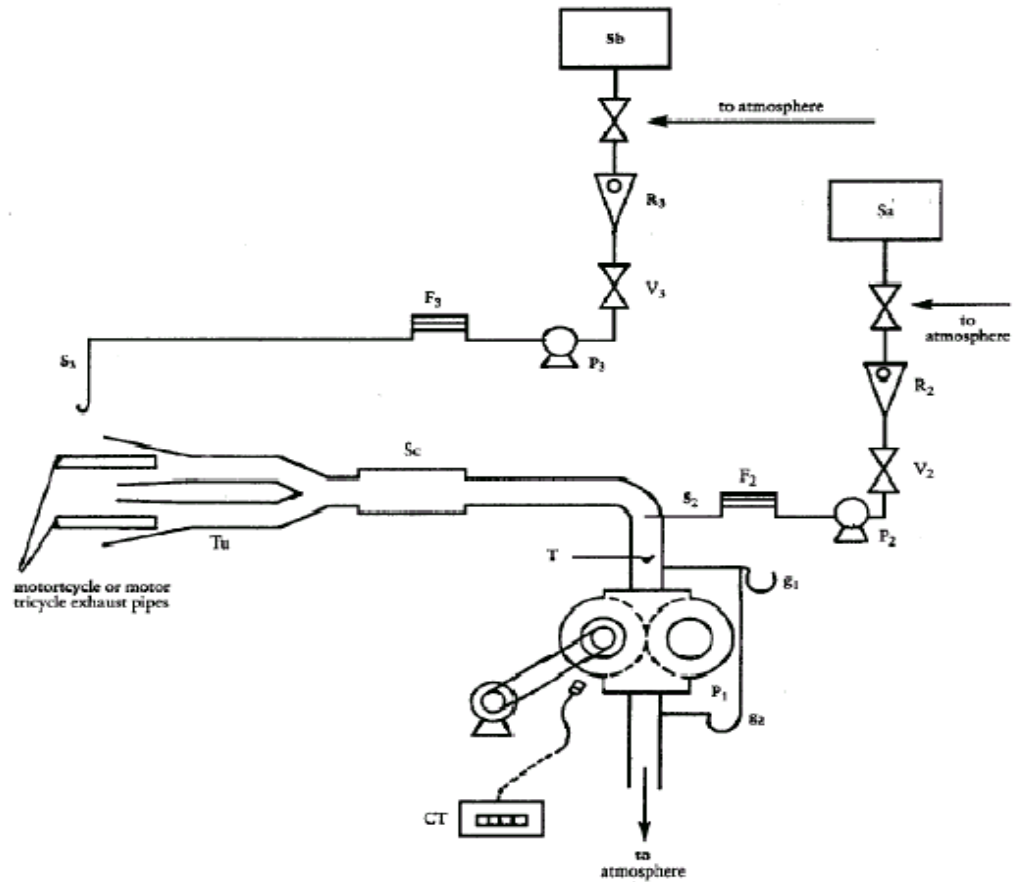 Sb
to atmosphere
R3
Sa
V3
F3
to
atmosphere
S3
P3
R2
Sc
V2
F2
S2
Tu
P2
T
g1
motortcycle or motor
tricycle exhaust pipes
P1
g2
CT
to
atmosphere